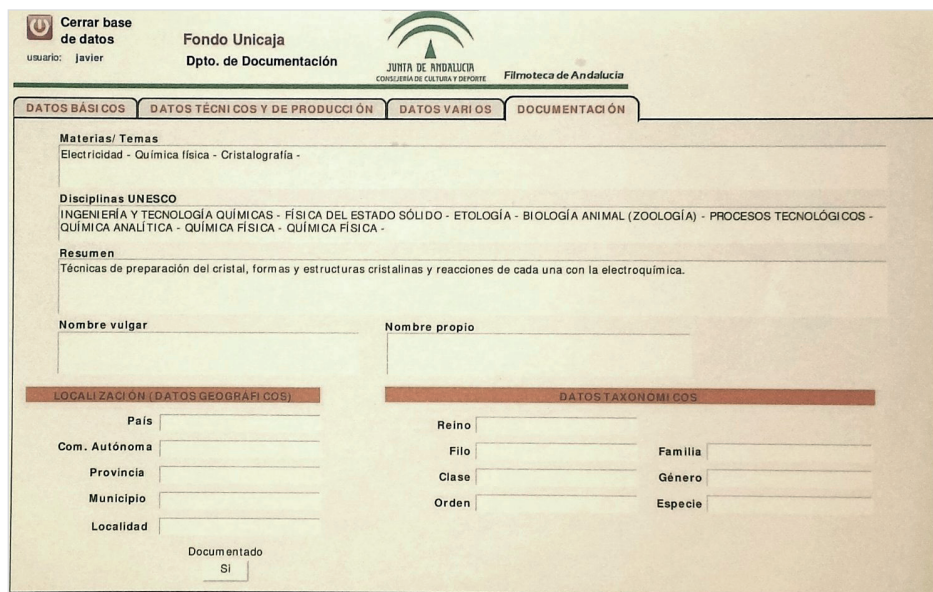 Cerrar base
de datos
usuario: Javier
Fondo Unicaja
Dpto. de Documentación
JUNTA DE ANDALUCIA
CONSEJERÍA DE CULTURA Y DEPORTE
Filmoteca de Andalucía
DATOS BÁSICOS DATOS TÉCNICOS Y DE PRODUCCIÓN DATOS VARIOS DOCUMENTACIÓN
Materias/ Temas
Electricidad - Química física - Cristalografía -
Disciplinas UNESCO
INGENIERÍA Y TECNOLOGÍA QUÍMICAS - FÍSICA DEL ESTADO SÓLIDO - ETOLOGÍA - BIOLOGÍA ANIMAL (ZOOLOGÍA) - PROCESOS TECNOLÓGICOS -
QUÍMICA ANALÍTICA - QUÍMICA FÍSICA - QUÍMICA FÍSICA -
Resumen
Técnicas de preparación del cristal, formas y estructuras cristalinas y reacciones de cada una con la electroquímica.
Nombre vulgar Nombre propio
LOCALIZACIÓN (DATOS GEOGRÁFICOS) DATOS TAXONOMICOS
País Reino
Com. Autónoma Filo Familia
Provincia Clase Género
Municipio Orden Especie
Localidad
Documentado
Sí